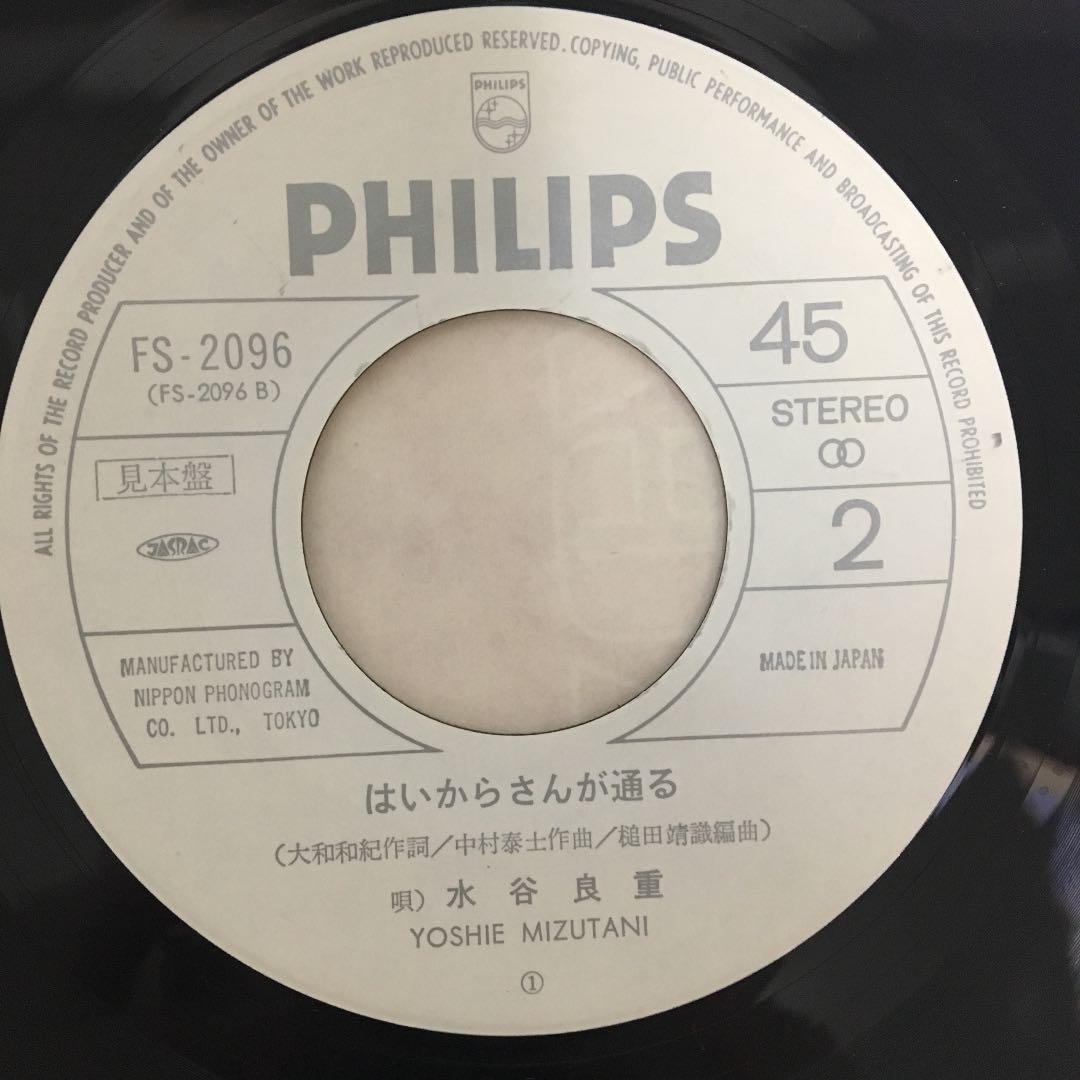 ALL RIGHTS OF THE RECORD PRODUCER AND OF THE OWNER OF THE WORK REPRODUCED RESERVED. COPYING, PUBLIC PERFORMANCE AND BROADCASTING OF THIS RECORD PROHIBITED
PHILIPS
PHILIPS
FS-2096
(FS-2096 B)
見本盤
JASRAC
MANUFACTURED BY
NIPPON PHONOGRAM
CO. LTD., TOKYO
45
STEREO
2
MADE IN JAPAN
はいからさんが通る
(大和和紀作詞/中村泰士作曲/槌田靖識編曲)
唄) 水谷良重
YOSHIE MIZUTANI
①